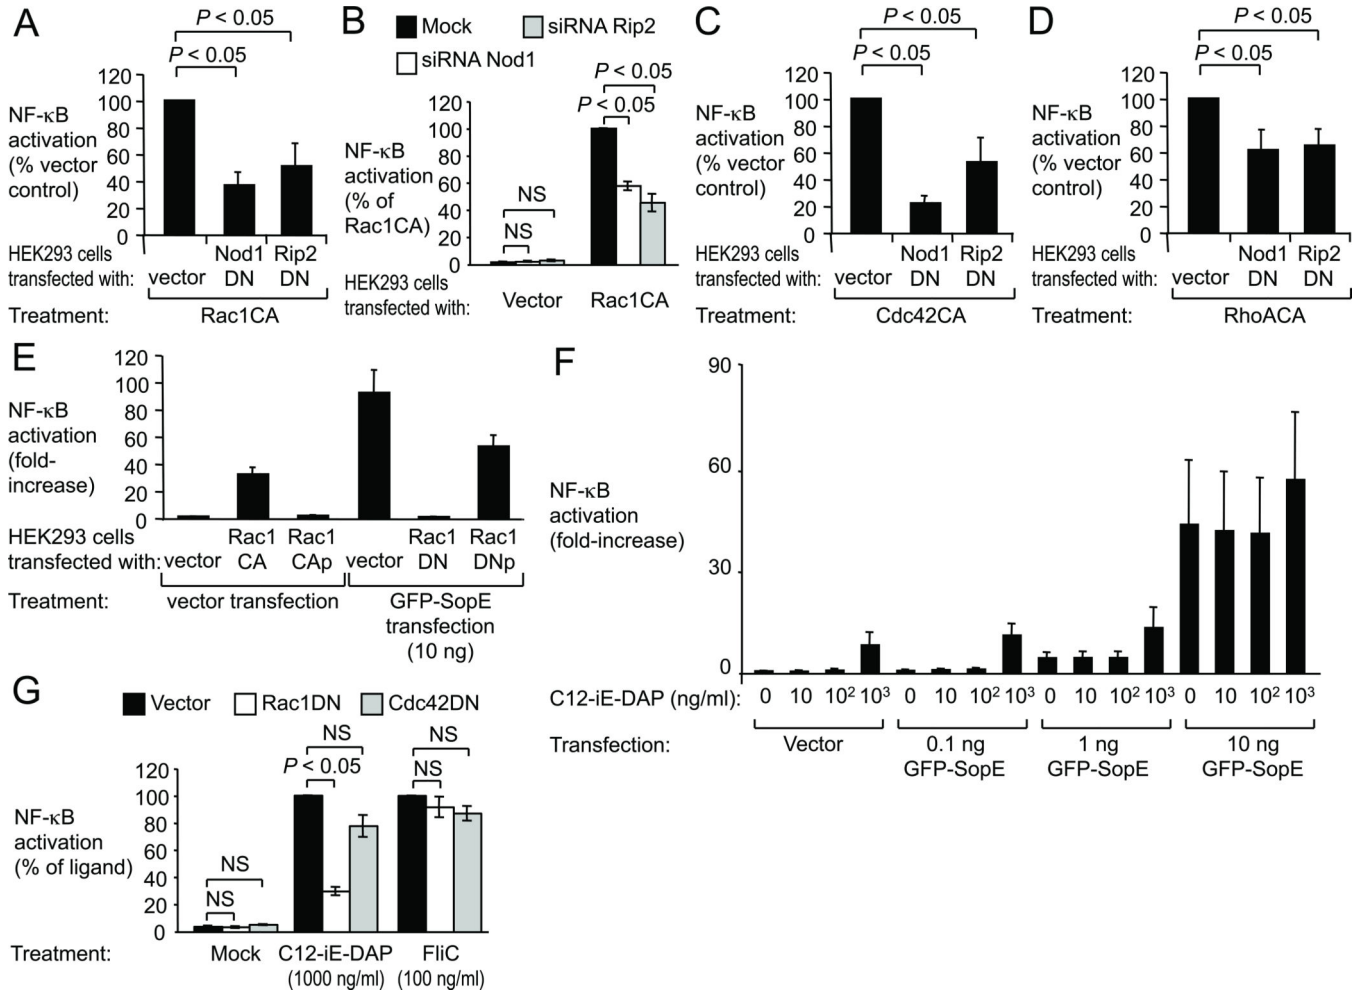 A
P < 0.05
P < 0.05
120
100
80
60
40
20
0
NF-κB
activation
(% vector
control)
HEK293 cells
transfected with:
vector
Nod1
DN
Rip2
DN
Treatment:
Rac1CA
B
Mock
siRNA Rip2
siRNA Nod1
P < 0.05
P < 0.05
120
100
80
60
40
20
0
NF-κB
activation
(% of
Rac1CA)
NS
NS
HEK293 cells
transfected with:
Vector
Rac1CA
C
P < 0.05
P < 0.05
120
100
80
60
40
20
0
NF-κB
activation
(% vector
control)
HEK293 cells
transfected with:
vector
Nod1
DN
Rip2
DN
Treatment:
Cdc42CA
D
P < 0.05
P < 0.05
120
100
80
60
40
20
0
NF-κB
activation
(% vector
control)
HEK293 cells
transfected with:
vector
Nod1
DN
Rip2
DN
Treatment:
RhoACA
E
120
100
80
60
40
20
0
NF-κB
activation
(fold-
increase)
HEK293 cells
transfected with:
vector
Rac1
CA
Rac1
CAp
vector
Rac1
DN
Rac1
DNp
Treatment:
vector transfection
GFP-SopE
transfection
(10 ng)
F
90
60
30
0
NF-κB
activation
(fold-increase)
C12-iE-DAP (ng/ml):
0 10 10² 10³ 0 10 10² 10³ 0 10 10² 10³ 0 10 10² 10³
Transfection:
Vector
0.1 ng
GFP-SopE
1 ng
GFP-SopE
10 ng
GFP-SopE
G
Vector
Rac1DN
Cdc42DN
NS
P < 0.05
NS
NS
120
100
80
60
40
20
0
NF-κB
activation
(% of ligand)
NS
NS
Treatment:
Mock
C12-iE-DAP
(1000 ng/ml)
FliC
(100 ng/ml)